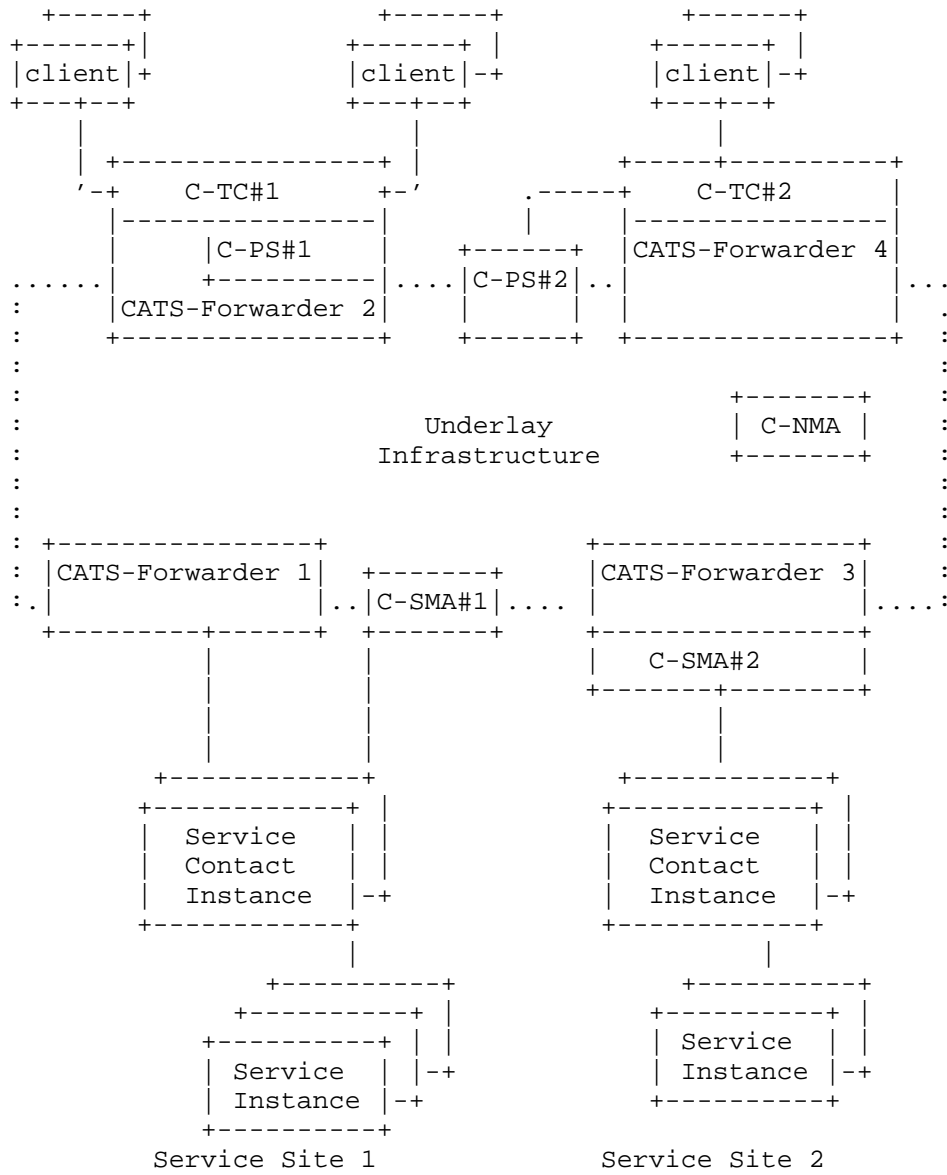 client client client
C-TC#1 C-TC#2
C-PS#1 CATS-Forwarder 4
C-PS#2
CATS-Forwarder 2
C-NMA
Underlay
Infrastructure
CATS-Forwarder 1 CATS-Forwarder 3
C-SMA#1
C-SMA#2
Service Service
Contact Contact
Instance Instance
Service Service
Instance Instance
Service Site 1 Service Site 2